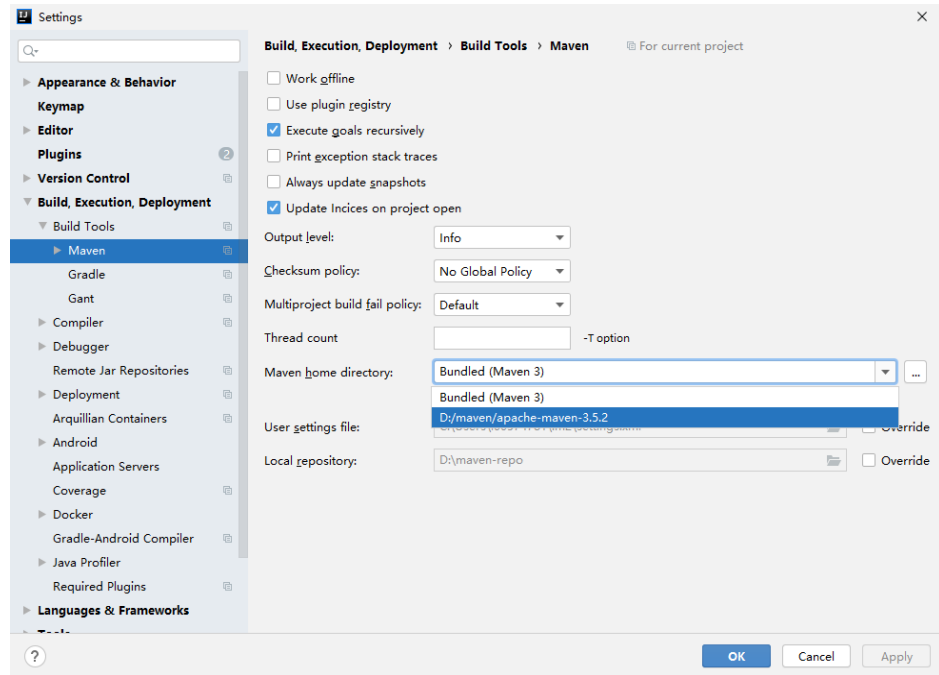 Settings
Appearance & Behavior
Keymap
Editor
Plugins 2
Version Control
Build, Execution, Deployment
Build Tools
Maven
Gradle
Gant
Compiler
Debugger
Remote Jar Repositories
Deployment
Arquillian Containers
Android
Application Servers
Coverage
Docker
Gradle-Android Compiler
Java Profiler
Required Plugins
Languages & Frameworks
Tools
Build, Execution, Deployment › Build Tools › Maven For current project
Work offline
Use plugin registry
Execute goals recursively
Print exception stack traces
Always update snapshots
Update Incices on project open
Output level: Info
Checksum policy: No Global Policy
Multiproject build fail policy: Default
Thread count -T option
Maven home directory: Bundled (Maven 3) ...
Bundled (Maven 3)
D:/maven/apache-maven-3.5.2
User settings file: Override
Local repository: D:\maven-repo Override
? OK Cancel Apply